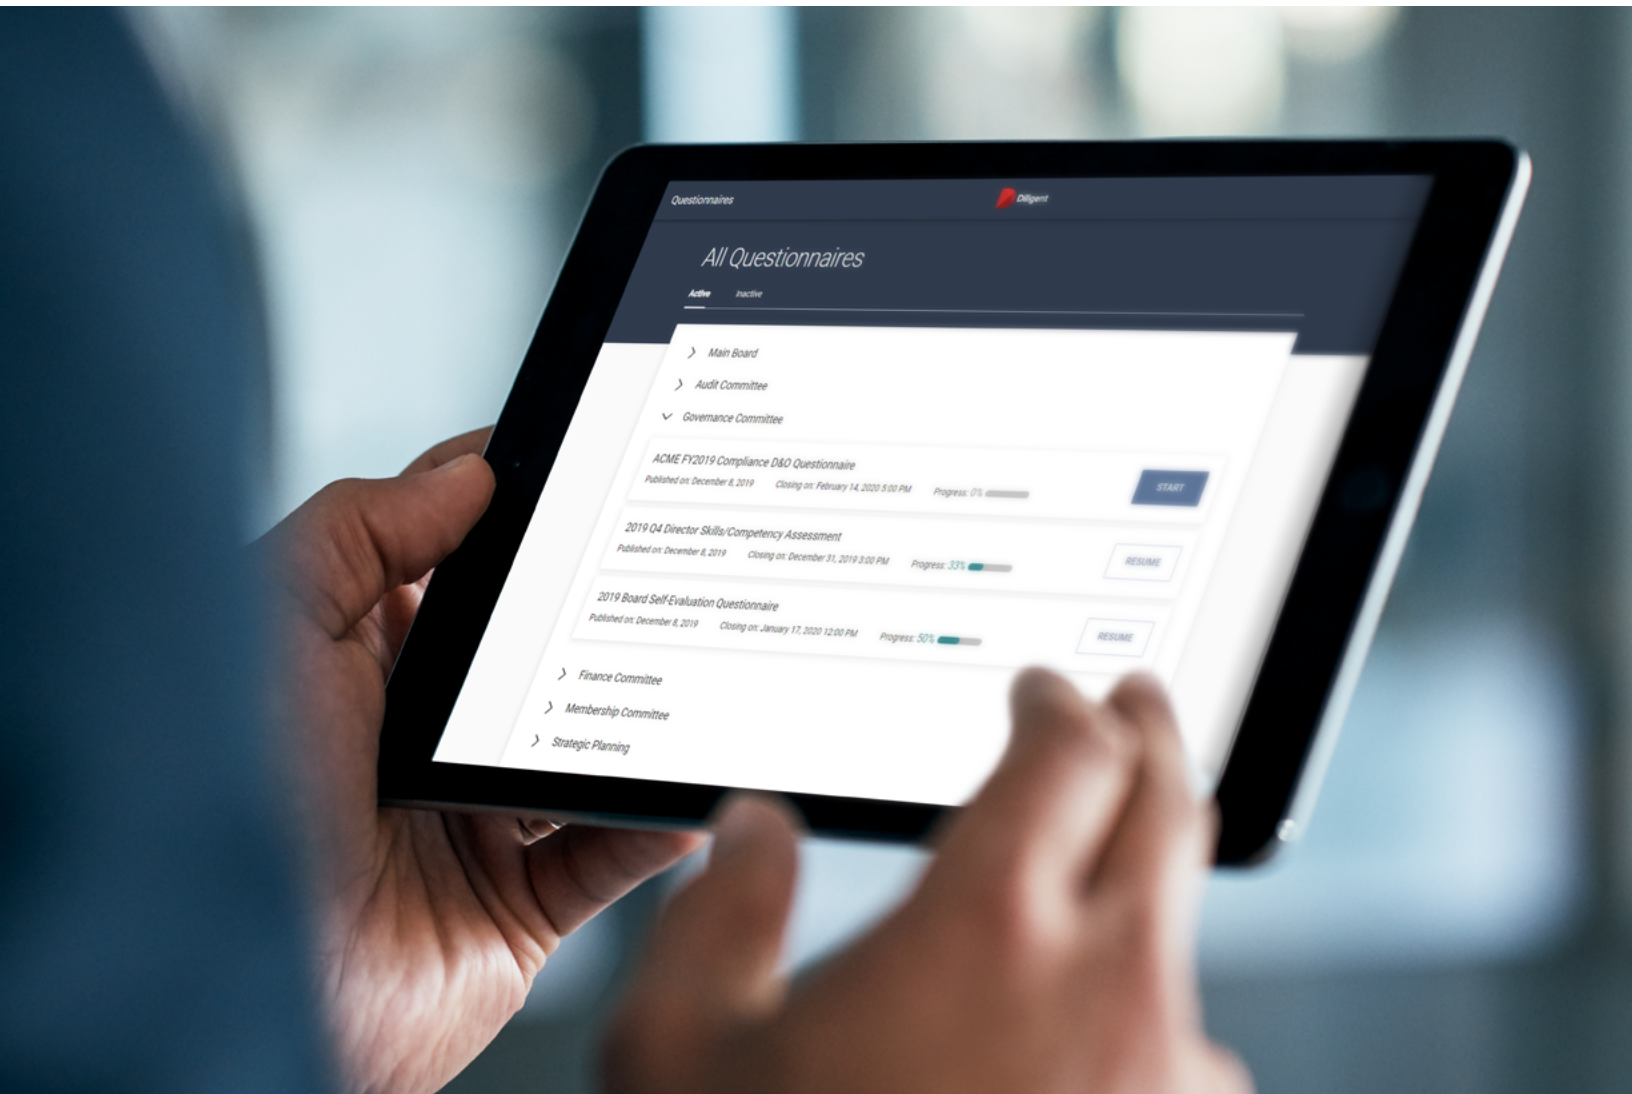 Questionnaires
Diligent
All Questionnaires
Active Inactive
Main Board
Audit Committee
Governance Committee
ACME FY2019 Compliance D&O Questionnaire
Published on: December 8, 2019 Closing on: February 14, 2020 5:00 PM Progress: 0%
START
2019 Q4 Director Skills/Competency Assessment
Published on: December 8, 2019 Closing on: December 31, 2019 3:00 PM Progress: 33%
RESUME
2019 Board Self-Evaluation Questionnaire
Published on: December 8, 2019 Closing on: January 17, 2020 12:00 PM Progress: 50%
RESUME
Finance Committee
Membership Committee
Strategic Planning